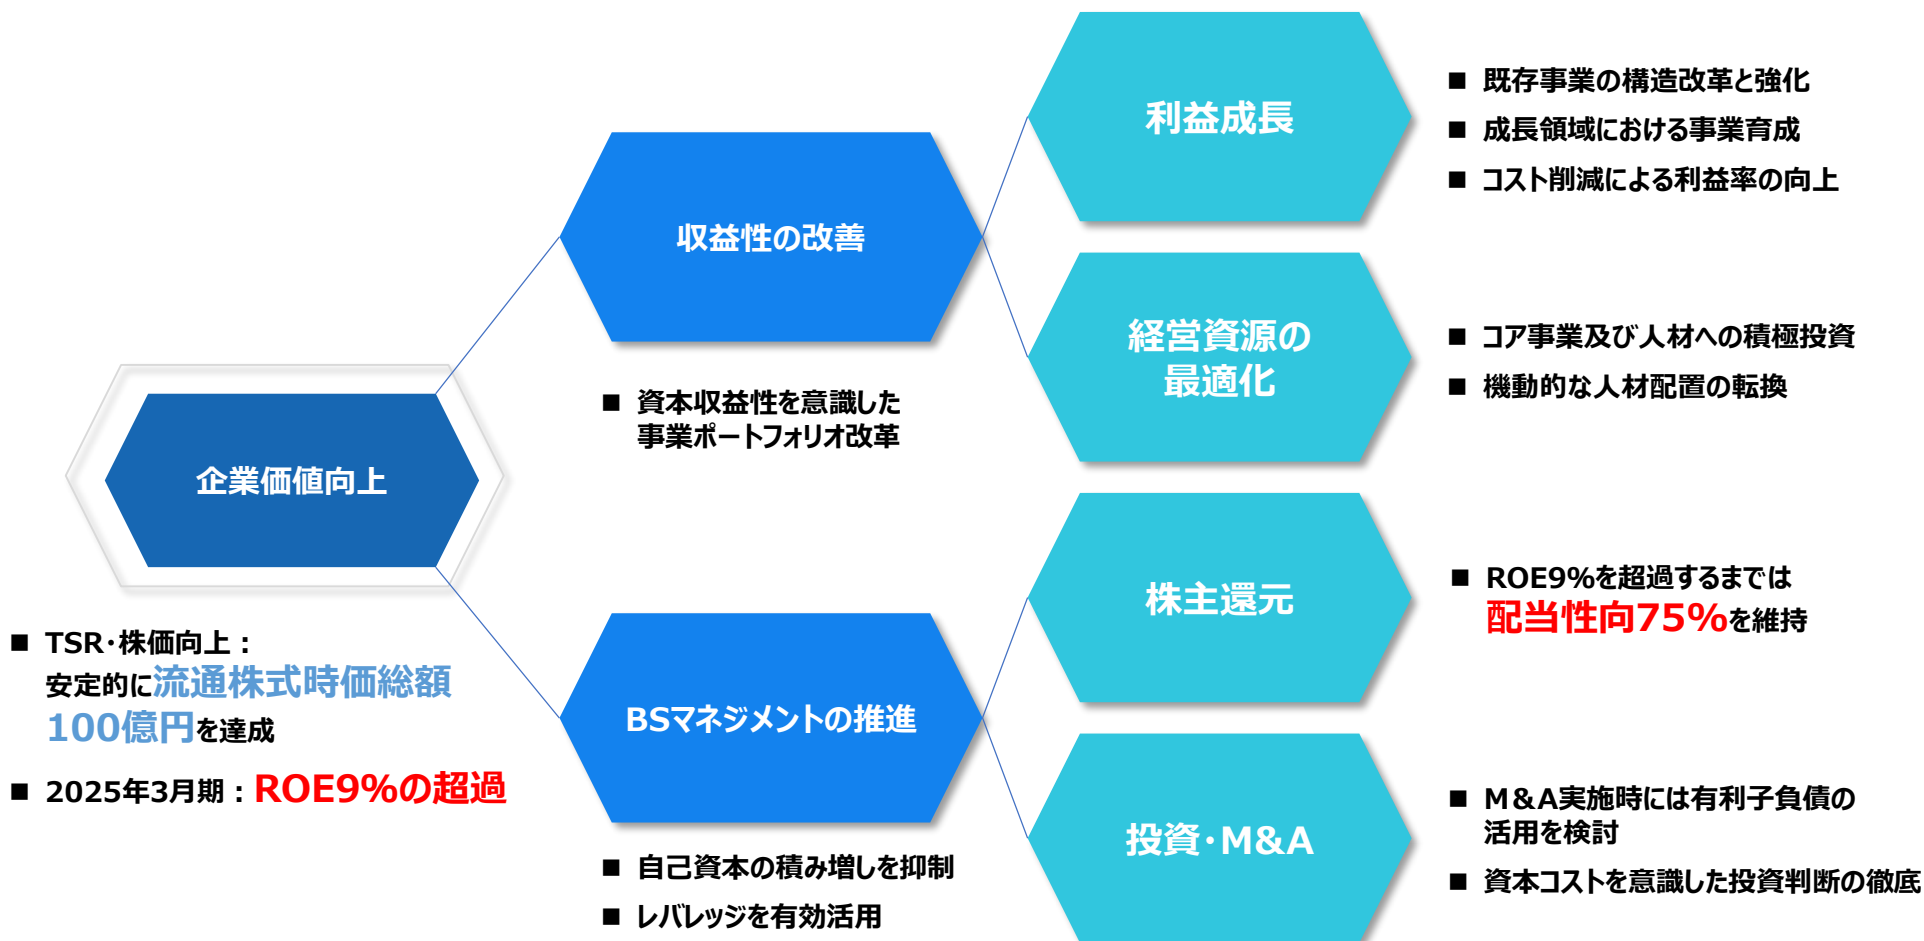 企業価値向上
■ TSR・株価向上：
安定的に流通株式時価総額
100億円を達成
■ 2025年3月期：ROE9%の超過
収益性の改善
■ 資本収益性を意識した
事業ポートフォリオ改革
BSマネジメントの推進
■ 自己資本の積み増しを抑制
■ レバレッジを有効活用
利益成長
■ 既存事業の構造改革と強化
■ 成長領域における事業育成
■ コスト削減による利益率の向上
経営資源の
最適化
■ コア事業及び人材への積極投資
■ 機動的な人材配置の転換
株主還元
■ ROE9%を超過するまでは
配当性向75%を維持
投資・M&A
■ M＆A実施時には有利子負債の
活用を検討
■ 資本コストを意識した投資判断の徹底